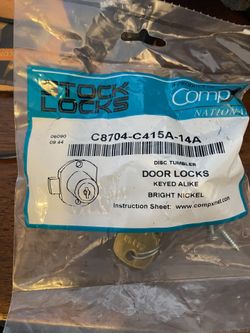 STOCK
LOCKS
Comp
NATION
06090
09:44
C8704-C415A-14A
DISC TUMBLER
DOOR LOCKS
KEYED ALIKE
BRIGHT NICKEL
Instruction Sheet: www.compxnet.com